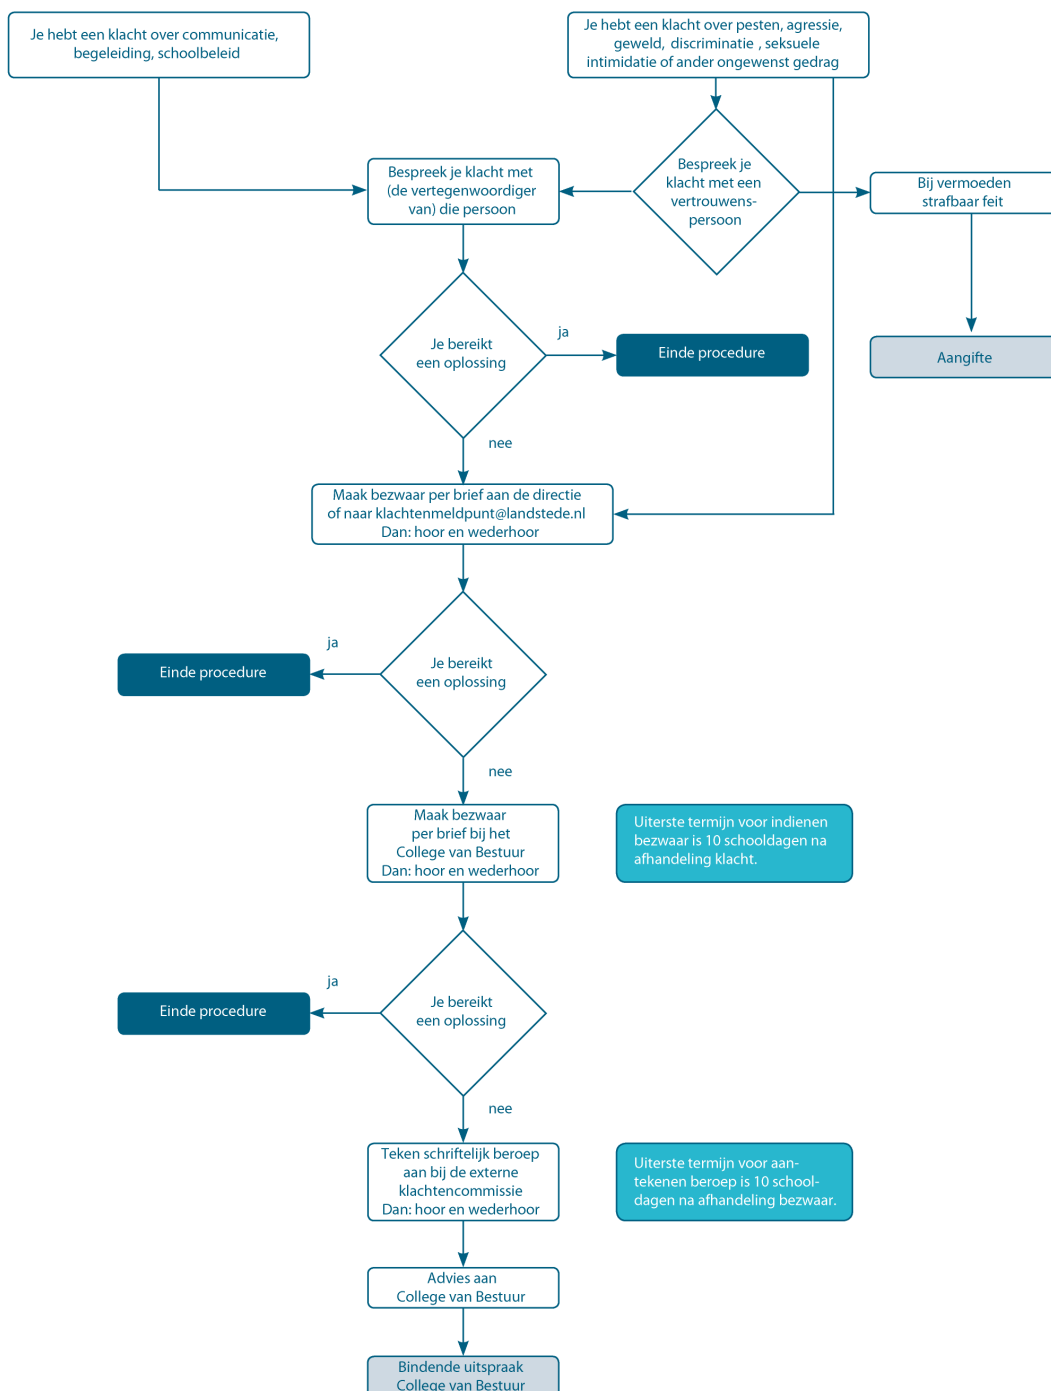 Je hebt een klacht over communicatie,
begeleiding, schoolbeleid
Je hebt een klacht over pesten, agressie,
geweld, discriminatie , seksuele
intimidatie of ander ongewenst gedrag
Bespreek je klacht met
(de vertegenwoordiger
van) die persoon
Bespreek je
klacht met een
vertrouwens-
persoon
Bij vermoeden
strafbaar feit
Je bereikt
een oplossing
ja
Einde procedure
Aangifte
nee
Maak bezwaar per brief aan de directie
of naar klachtenmeldpunt@landstede.nl
Dan: hoor en wederhoor
ja
Einde procedure
Je bereikt
een oplossing
nee
Maak bezwaar
per brief bij het
College van Bestuur
Dan: hoor en wederhoor
Uiterste termijn voor indienen
bezwaar is 10 schooldagen na
afhandeling klacht.
ja
Einde procedure
Je bereikt
een oplossing
nee
Teken schriftelijk beroep
aan bij de externe
klachtencommissie
Dan: hoor en wederhoor
Uiterste termijn voor aan-
tekenen beroep is 10 school-
dagen na afhandeling bezwaar.
Advies aan
College van Bestuur
Bindende uitspraak
College van Bestuur